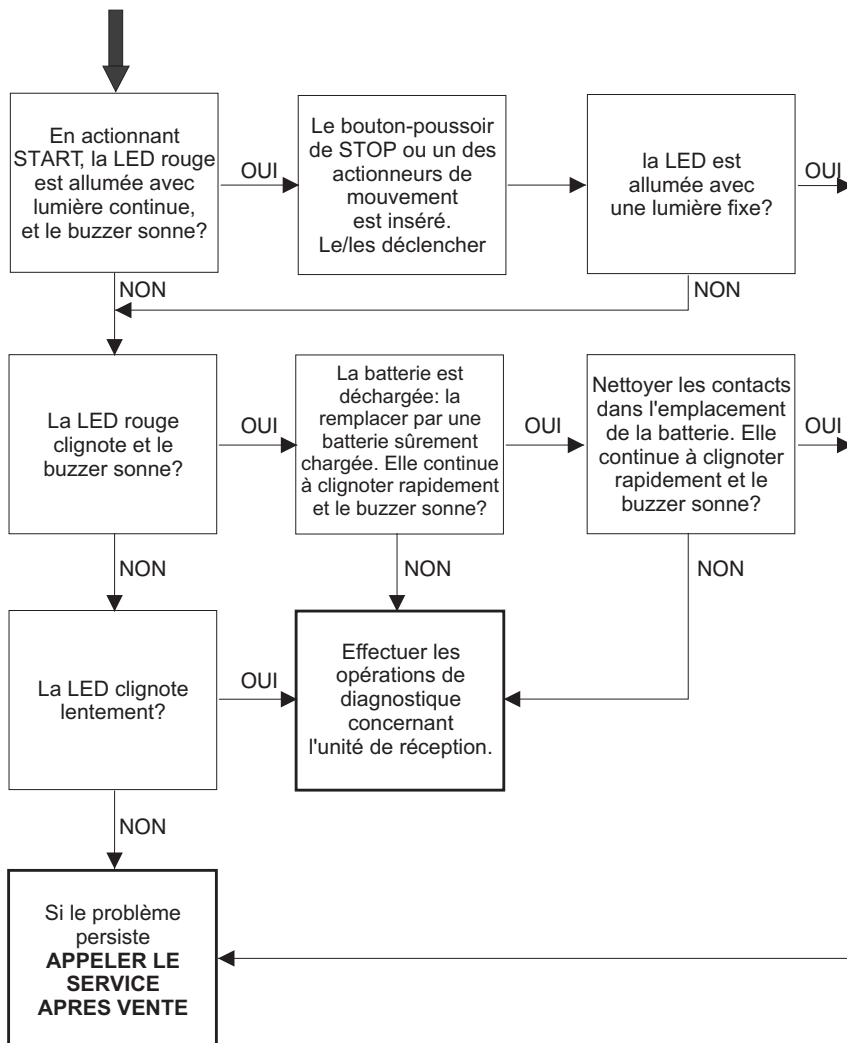 En actionnant
START, la LED rouge
est allumée avec
lumière continue,
et le buzzer sonne?
OUI
Le bouton-poussoir
de STOP ou un des
actionneurs de
mouvement
est inséré.
Le/les déclencher
la LED est
allumée avec
une lumière fixe?
OUI
NON
NON
La LED rouge
clignote et le
buzzer sonne?
OUI
La batterie est
déchargée: la
remplacer par une
batterie sûrement
chargée. Elle continue
à clignoter rapidement
et le buzzer sonne?
OUI
Nettoyer les contacts
dans l'emplacement
de la batterie. Elle
continue à clignoter
rapidement et le
buzzer sonne?
OUI
NON
NON
NON
La LED clignote
lentement?
OUI
Effectuer les
opérations de
diagnostique
concernant
l'unité de réception.
NON
Si le problème
persiste
APPELER LE
SERVICE
APRES VENTE